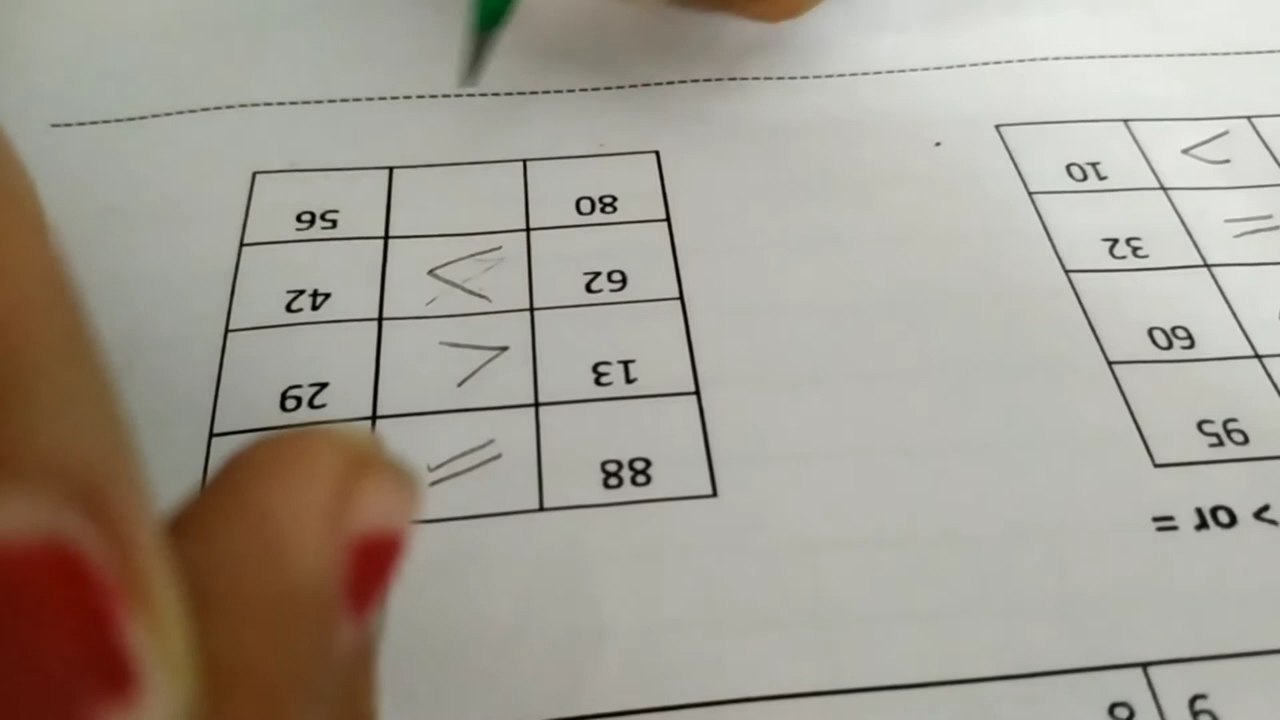 > or =
95
88 =
60
13 < 29
= 32
62 > 42
> 10
80 56